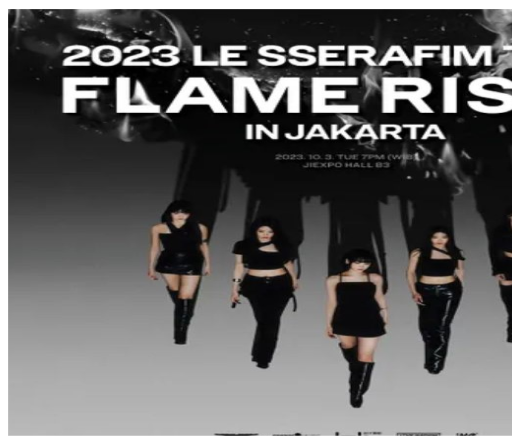 2023 LE SSERAFIM T
FLAME RIS
IN JAKARTA
2023. 10. 3. TUE 7PM (WIB)
JIEXPO HALL B3